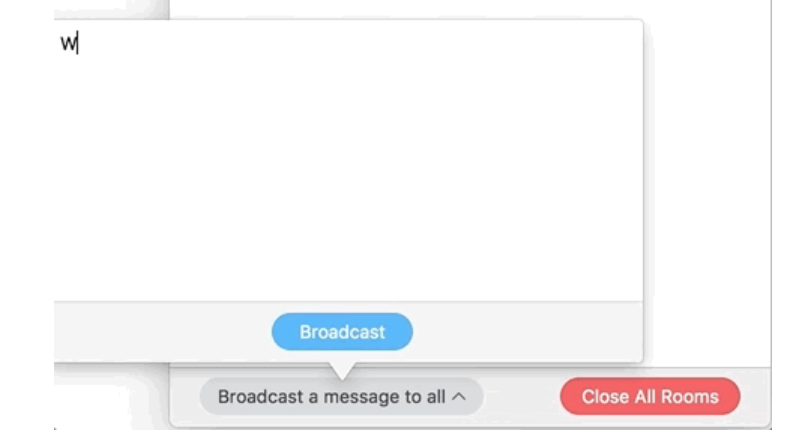 w
Broadcast
Broadcast a message to all
Close All Rooms